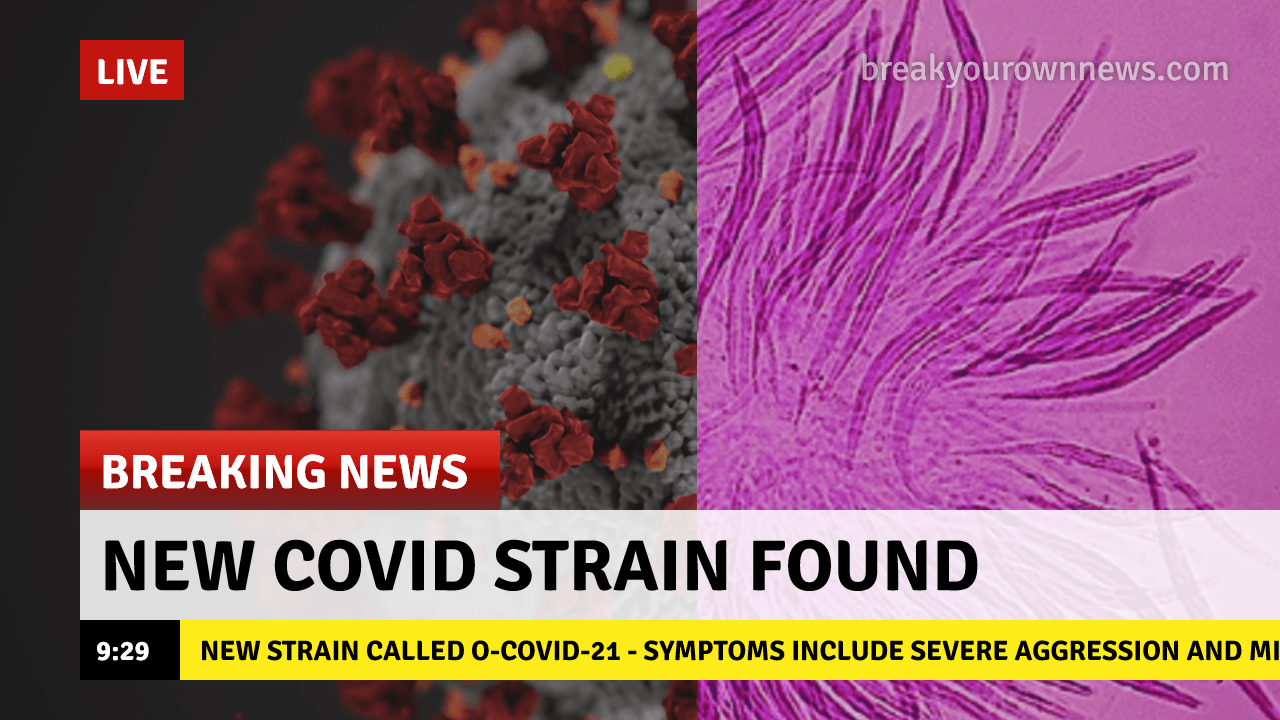 LIVE
breakyourownnews.com
BREAKING NEWS
NEW COVID STRAIN FOUND
9:29 NEW STRAIN CALLED O-COVID-21 - SYMPTOMS INCLUDE SEVERE AGGRESSION AND